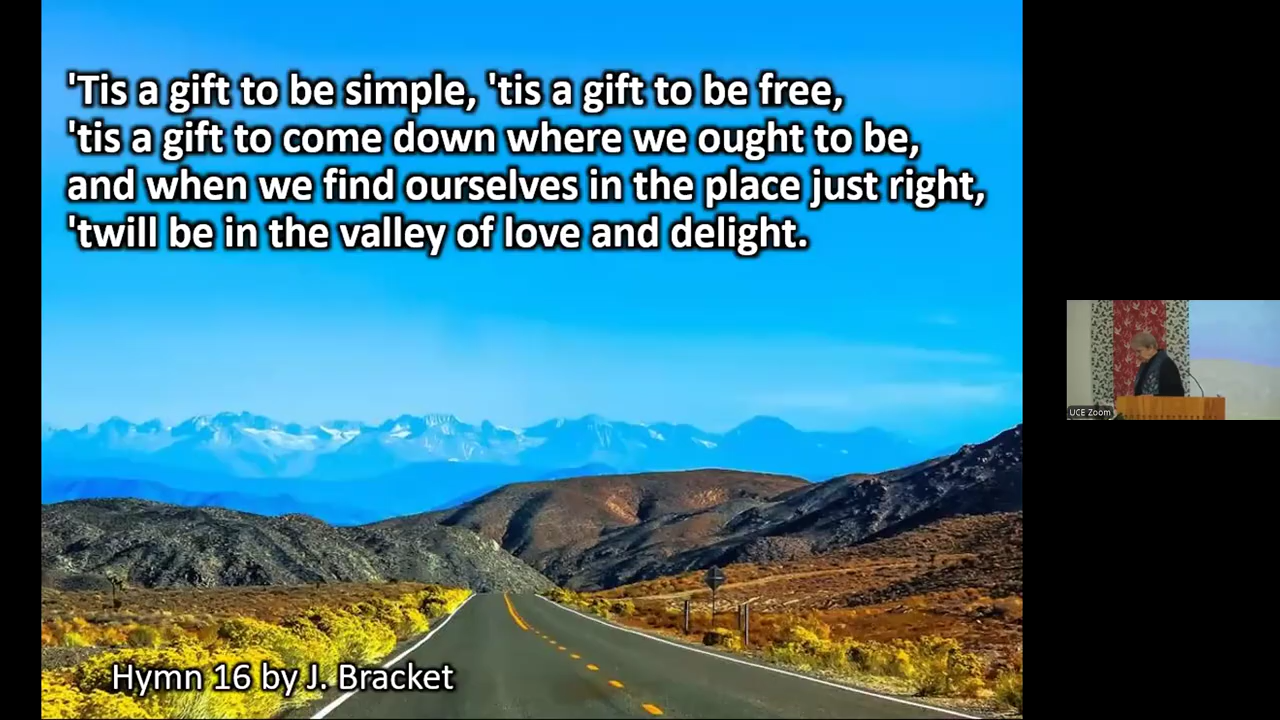 'Tis a gift to be simple, 'tis a gift to be free,
'tis a gift to come down where we ought to be,
and when we find ourselves in the place just right,
'twill be in the valley of love and delight.
Hymn 16 by J. Bracket
UCE Zoom